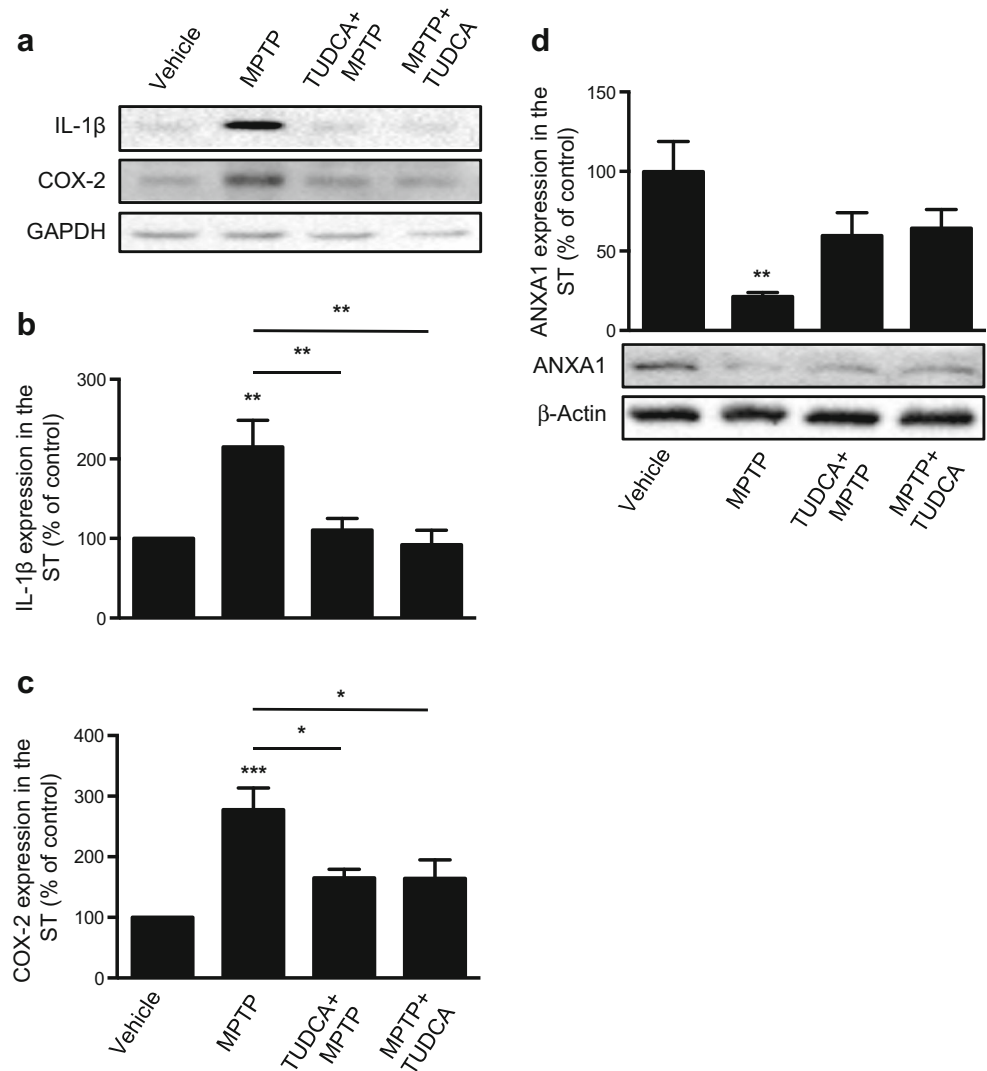 a
Vehicle
MPTP
TUDCA+
MPTP
MPTP+
TUDCA
IL-1β
COX-2
GAPDH
b
IL-1β expression in the
ST (% of control)
300
200
100
0
**
**
**
c
COX-2 expression in the
ST (% of control)
400
300
200
100
0
***
*
*
Vehicle
MPTP
TUDCA+
MPTP
MPTP+
TUDCA
d
ANXA1 expression in the
ST (% of control)
150
100
50
0
**
ANXA1
β-Actin
Vehicle
MPTP
TUDCA+
MPTP
MPTP+
TUDCA